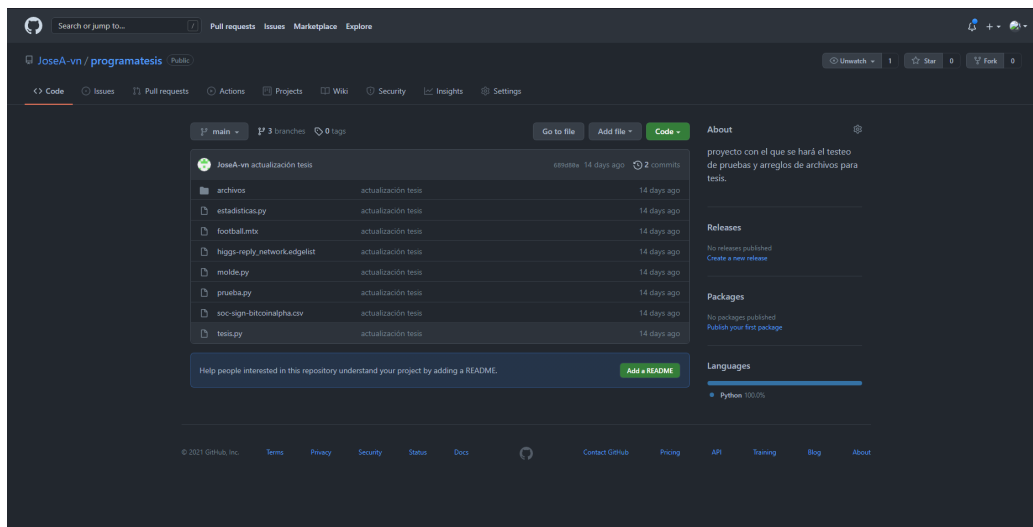 Search or jump to... / Pull requests Issues Marketplace Explore
JoseA-vn / programatesis Public Unwatch 1 Star 0 Fork 0
Code Issues Pull requests Actions Projects Wiki Security Insights Settings
main 3 branches 0 tags Go to file Add file Code
JoseA-vn actualización tesis 14 days ago 2 commits
archivos actualización tesis 14 days ago
estadisticas.py actualización tesis 14 days ago
football.mtx actualización tesis 14 days ago
higgs-reply_network.edgelist actualización tesis 14 days ago
molde.py actualización tesis 14 days ago
prueba.py actualización tesis 14 days ago
soc-sign-bitcoinalpha.csv actualización tesis 14 days ago
tesis.py actualización tesis 14 days ago
Help people interested in this repository understand your project by adding a README. Add a README
About
proyecto con el que se hará el testeo
de pruebas y arreglos de archivos para
tesis.
Releases
No releases published
Create a new release
Packages
No packages published
Publish your first package
Languages
Python 100.0%
© 2021 GitHub, Inc. Terms Privacy Security Status Docs Contact GitHub Pricing API Training Blog About